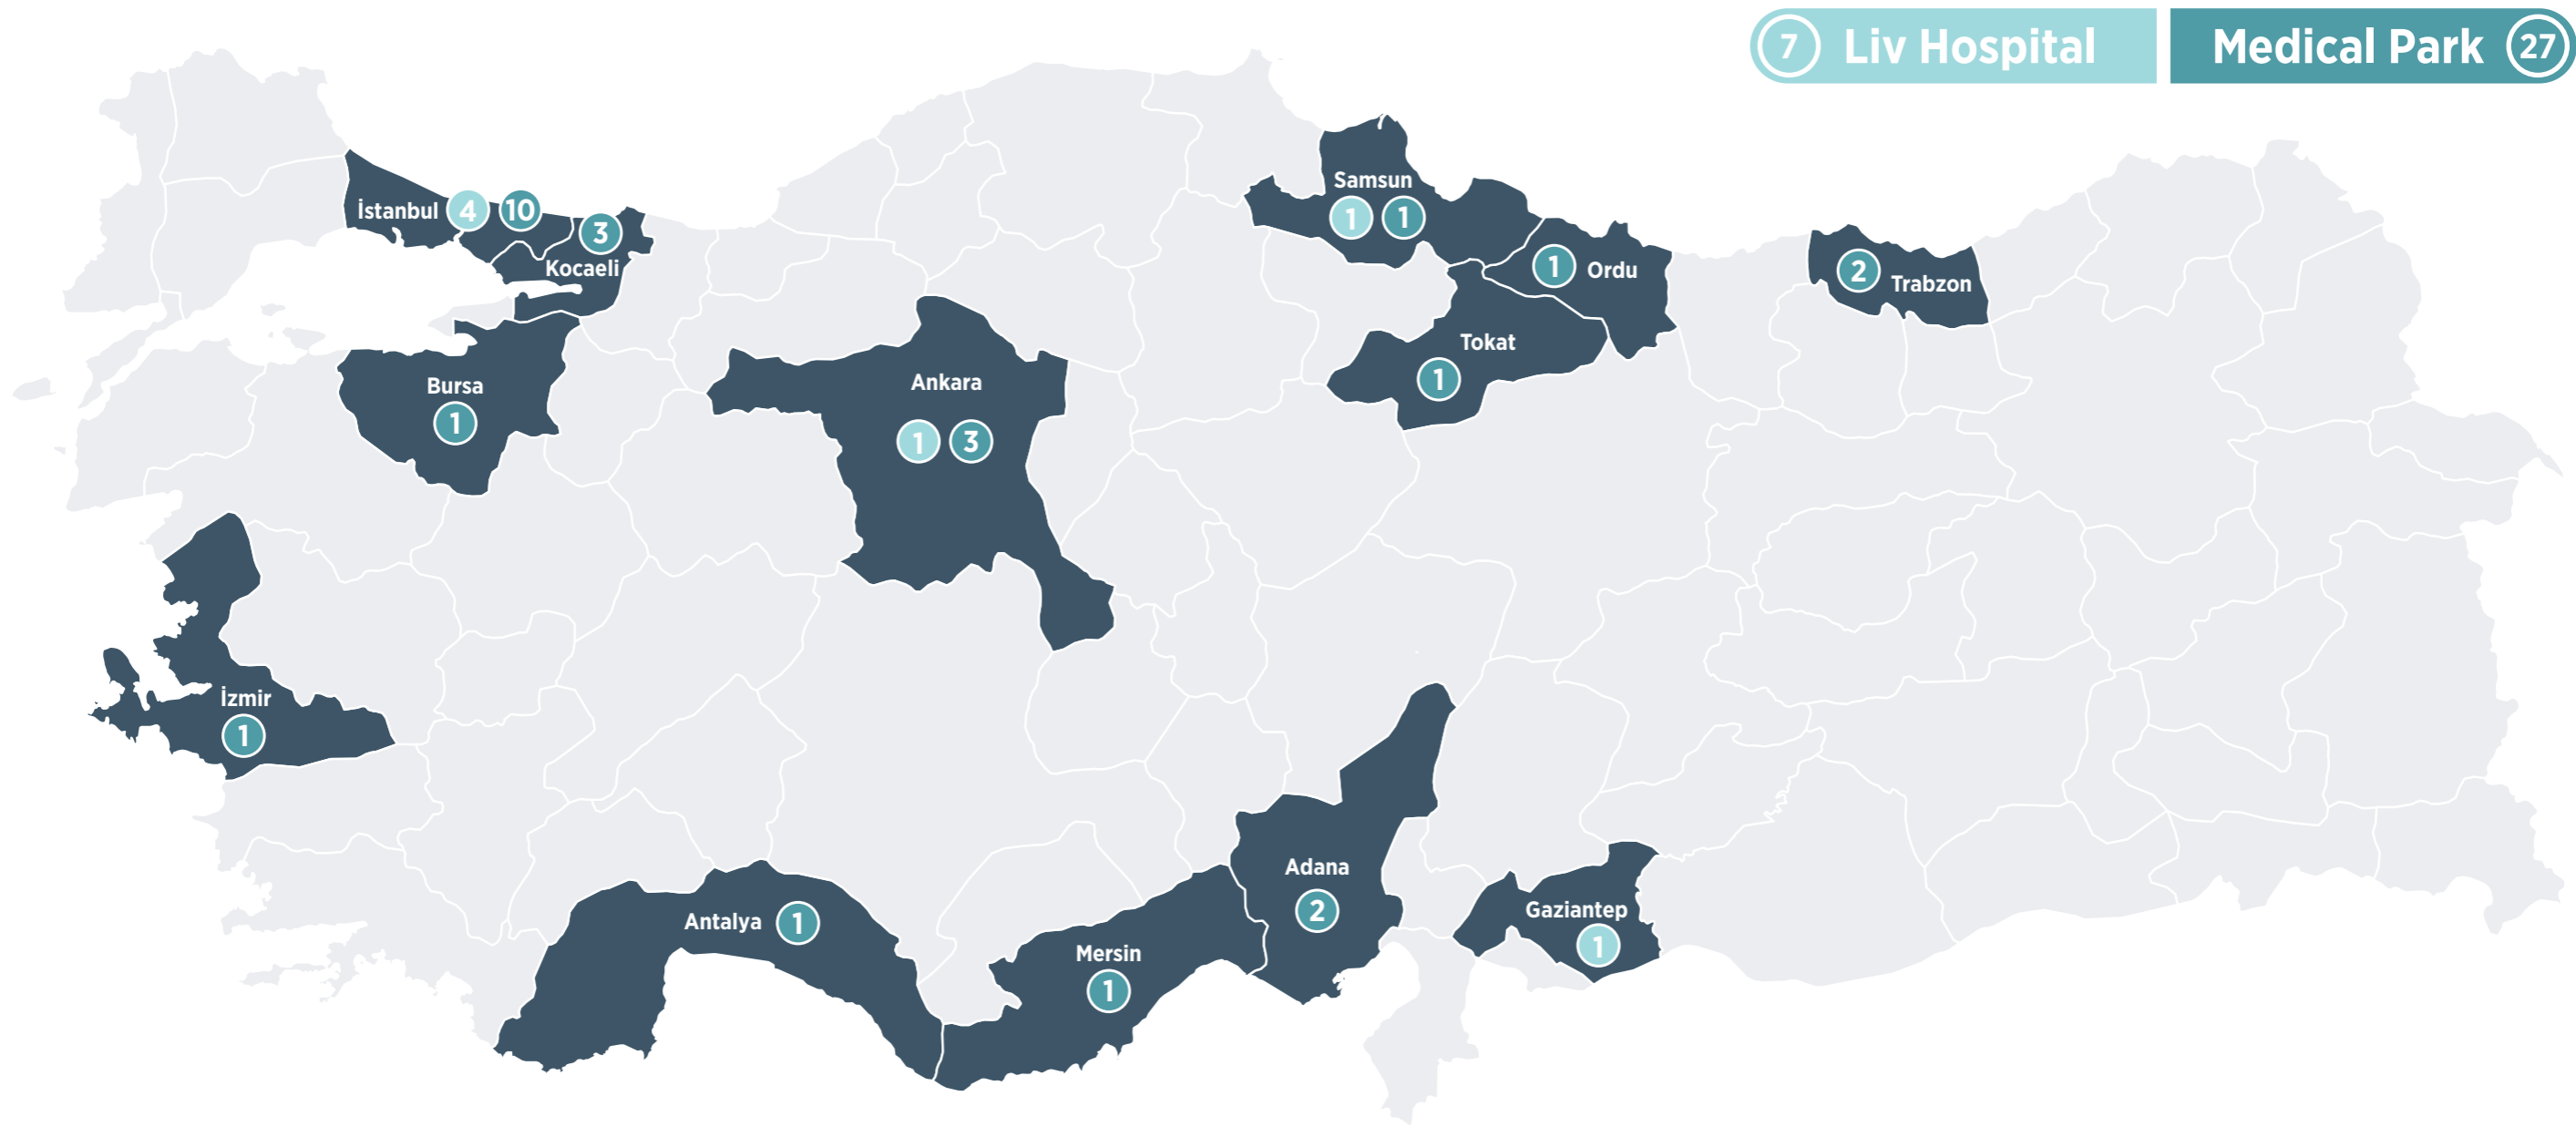 7 Liv Hospital
Medical Park 27
İstanbul 4 10
3
Kocaeli
Samsun
1 1
1 Ordu
2 Trabzon
Tokat
1
Bursa
1
Ankara
1 3
İzmir
1
Adana
2
Antalya 1
Gaziantep
1
Mersin
1